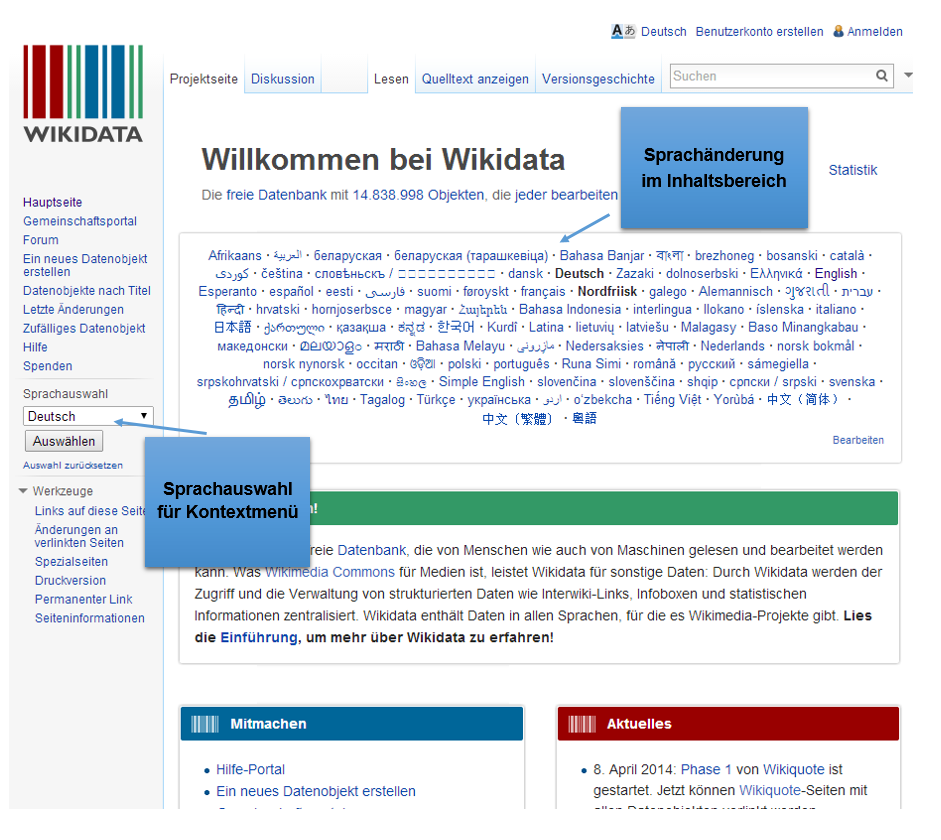 Aあ Deutsch Benutzerkonto erstellen Anmelden
WIKIDATA
Projektseite Diskussion Lesen Quelltext anzeigen Versionsgeschichte Suchen
Willkommen bei Wikidata
Statistik
Die freie Datenbank mit 14.838.998 Objekten, die jeder bearbeiten
Sprachänderung
im Inhaltsbereich
Hauptseite
Gemeinschaftsportal
Forum
Ein neues Datenobjekt
erstellen
Datenobjekte nach Titel
Letzte Änderungen
Zufälliges Datenobjekt
Hilfe
Spenden
Sprachauswahl
Deutsch
Auswählen
Auswahl zurücksetzen
Werkzeuge
Links auf diese Seite
Änderungen an
verlinkten Seiten
Spezialseiten
Druckversion
Permanenter Link
Seiteninformationen
Sprachauswahl
für Kontextmenü
Afrikaans · العربية · беларуская · беларуская (тарашкевіца) · Bahasa Banjar · বাংলা · brezhoneg · bosanski · català ·
کوردی · čeština · словѣньскъ / · dansk · Deutsch · Zazaki · dolnoserbski · Ελληνικά · English ·
Esperanto · español · eesti · فارسی · suomi · føroyskt · français · Nordfriisk · galego · Alemannisch · ગુજરાતી · עברית ·
हिन्दी · hrvatski · hornjoserbsce · magyar · Հայերեն · Bahasa Indonesia · interlingua · Ilokano · íslenska · italiano ·
日本語 · ქართული · қазақша · ಕನ್ನಡ · 한국어 · Kurdî · Latina · lietuvių · latviešu · Malagasy · Baso Minangkabau ·
македонски · മലയാളം · मराठी · Bahasa Melayu · مازِرونی · Nedersaksies · नेपाली · Nederlands · norsk bokmål ·
norsk nynorsk · occitan · ଓଡ଼ିଆ · polski · português · Runa Simi · română · русский · sámegiella ·
srpskohrvatski / српскохрватски · සිංහල · Simple English · slovenčina · slovenščina · shqip · српски / srpski · svenska ·
தமிழ் · తెలుగు · ไทย · Tagalog · Türkçe · українська · اردو · o'zbekcha · Tiếng Việt · Yorùbá · 中文（简体） ·
中文（繁體） · 粵語
Bearbeiten
!
reie Datenbank, die von Menschen wie auch von Maschinen gelesen und bearbeitet werden
kann. Was Wikimedia Commons für Medien ist, leistet Wikidata für sonstige Daten: Durch Wikidata werden der
Zugriff und die Verwaltung von strukturierten Daten wie Interwiki-Links, Infoboxen und statistischen
Informationen zentralisiert. Wikidata enthält Daten in allen Sprachen, für die es Wikimedia-Projekte gibt. Lies
die Einführung, um mehr über Wikidata zu erfahren!
Mitmachen
• Hilfe-Portal
• Ein neues Datenobjekt erstellen
Aktuelles
• 8. April 2014: Phase 1 von Wikiquote ist
gestartet. Jetzt können Wikiquote-Seiten mit